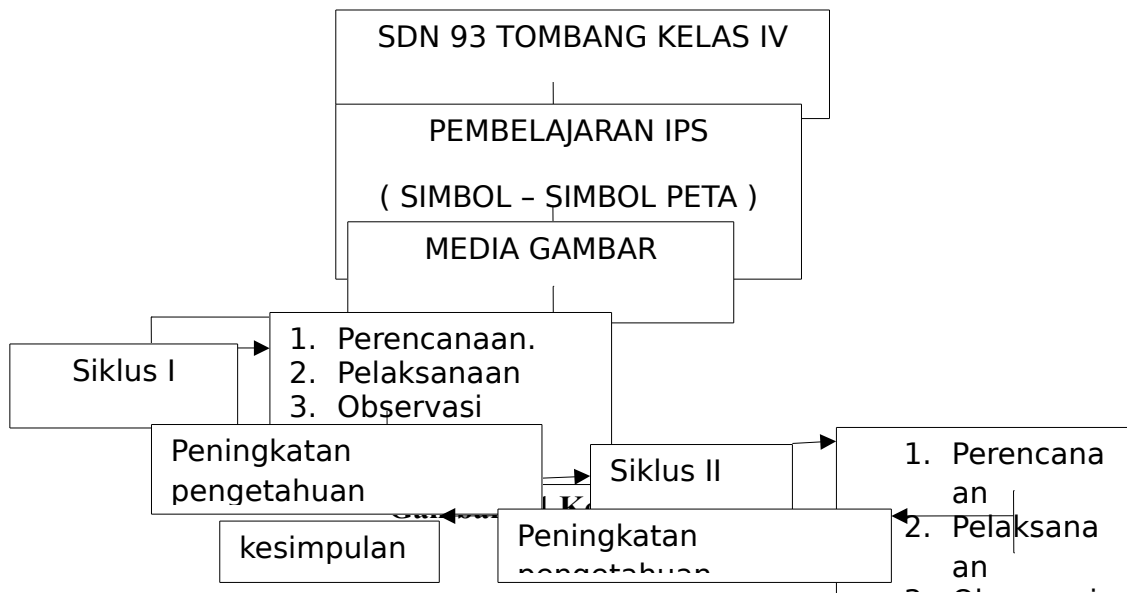 SDN 93 TOMBANG KELAS IV
PEMBELAJARAN IPS
( SIMBOL – SIMBOL PETA )
MEDIA GAMBAR
Siklus I
1. Perencanaan.
2. Pelaksanaan
3. Observasi
Peningkatan
pengetahuan
Siklus II
1. Perencana
an
2. Pelaksana
an
Peningkatan
pengetahuan
kesimpulan